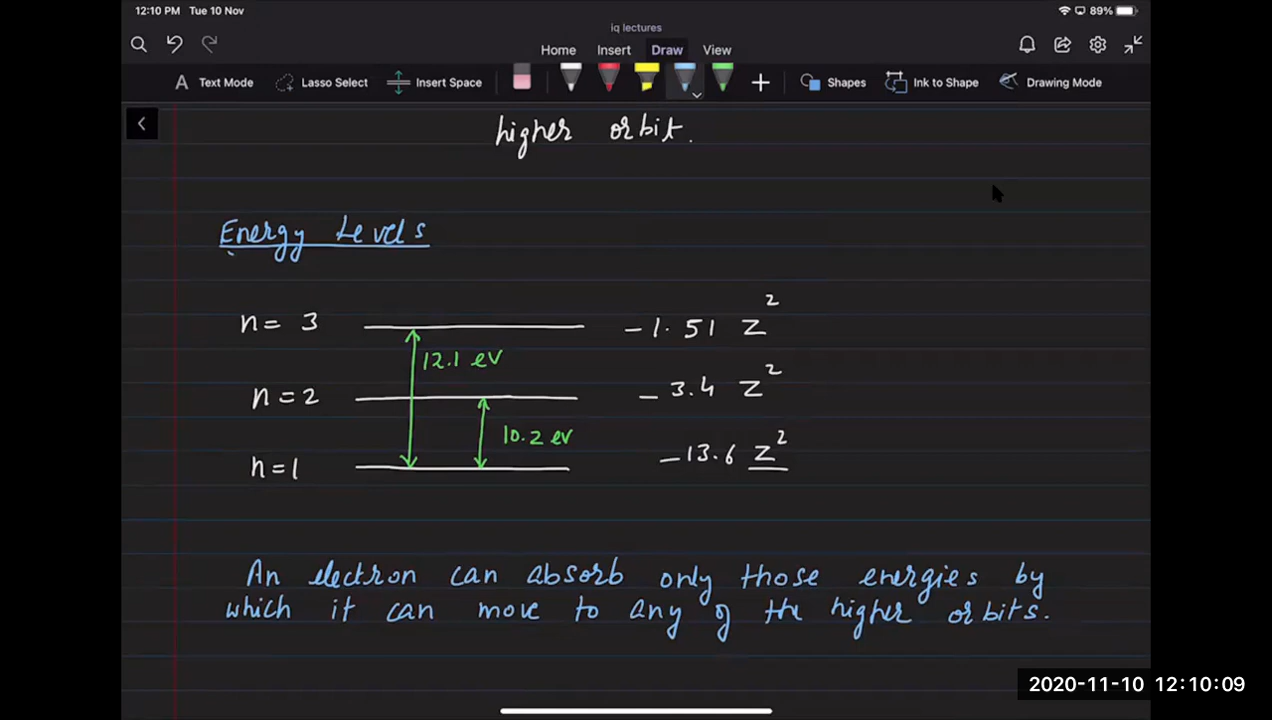 12:10 PM Tue 10 Nov
89%
iq lectures
Home Insert Draw View
Text Mode Lasso Select Insert Space Shapes Ink to Shape Drawing Mode
higher orbit.
Energy Levels
n = 3 -1.51 Z²
12.1 eV
n = 2 -3.4 Z²
10.2 eV
n = 1 -13.6 Z²
An electron can absorb only those energies by
which it can move to any of the higher orbits.
2020-11-10 12:10:09